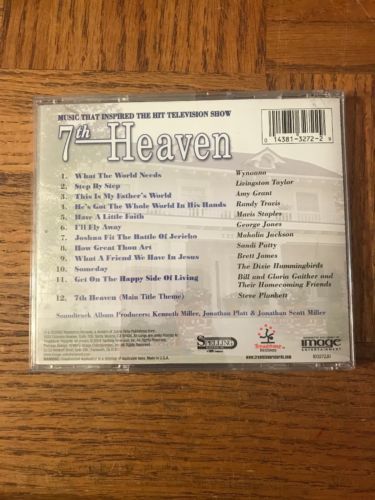 MUSIC THAT INSPIRED THE HIT TELEVISION SHOW
7th Heaven
0 14381-3272-2 9
1. What The World Needs Wynonna
2. Step By Step Livingston Taylor
3. This Is My Father's World Amy Grant
4. He's Got The Whole World In His Hands Randy Travis
5. Have A Little Faith Mavis Staples
6. I'll Fly Away George Jones
7. Joshua Fit The Battle Of Jericho Mahalia Jackson
8. How Great Thou Art Sandi Patty
9. What A Friend We Have In Jesus Brett James
10. Someday The Dixie Hummingbirds
11. Get On The Happy Side Of Living Bill and Gloria Gaither and
Their Homecoming Friends
12. 7th Heaven (Main Title Theme) Steve Plunkett
Soundtrack Album Producers: Kenneth Miller, Jonathan Platt & Jonathan Scott Miller
SPELLING
image
ENTERTAINMENT